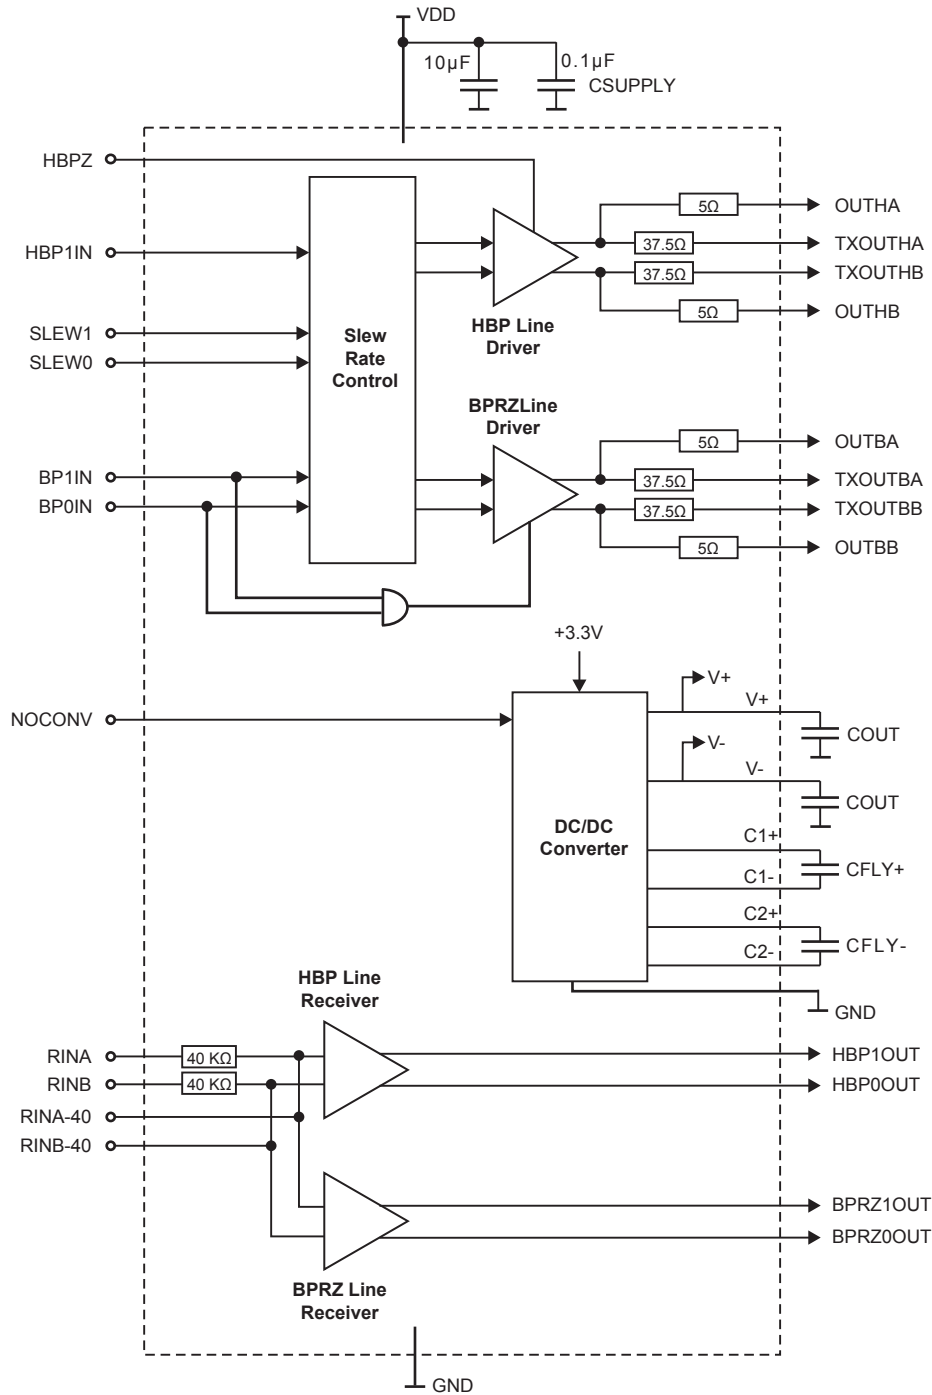 VDD
10µF
0.1µF
CSUPPLY
HBPZ
HBP1IN
SLEW1
SLEW0
BP1IN
BP0IN
Slew
Rate
Control
HBP Line
Driver
BPRZLine
Driver
5Ω
OUTHA
37.5Ω
TXOUTHA
37.5Ω
TXOUTHB
5Ω
OUTHB
5Ω
OUTBA
37.5Ω
TXOUTBA
37.5Ω
TXOUTBB
5Ω
OUTBB
+3.3V
NOCONV
DC/DC
Converter
V+
V+
COUT
V-
V-
COUT
C1+
C1-
CFLY+
C2+
C2-
CFLY-
GND
HBP Line
Receiver
RINA
40 KΩ
RINB
40 KΩ
RINA-40
RINB-40
HBP1OUT
HBP0OUT
BPRZ1OUT
BPRZ0OUT
BPRZ Line
Receiver
GND